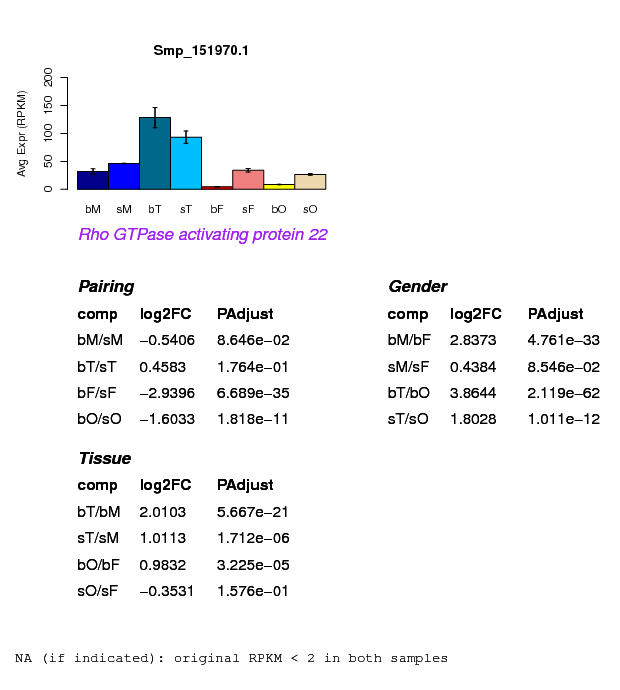 Smp_151970.1
Avg Expr (RPKM)
200
150
100
50
0
bM sM bT sT bF sF bO sO
Rho GTPase activating protein 22
Pairing
comp log2FC PAdjust
bM/sM −0.5406 8.646e−02
bT/sT 0.4583 1.764e−01
bF/sF −2.9396 6.689e−35
bO/sO −1.6033 1.818e−11
Gender
comp log2FC PAdjust
bM/bF 2.8373 4.761e−33
sM/sF 0.4384 8.546e−02
bT/bO 3.8644 2.119e−62
sT/sO 1.8028 1.011e−12
Tissue
comp log2FC PAdjust
bT/bM 2.0103 5.667e−21
sT/sM 1.0113 1.712e−06
bO/bF 0.9832 3.225e−05
sO/sF −0.3531 1.576e−01
NA (if indicated): original RPKM < 2 in both samples